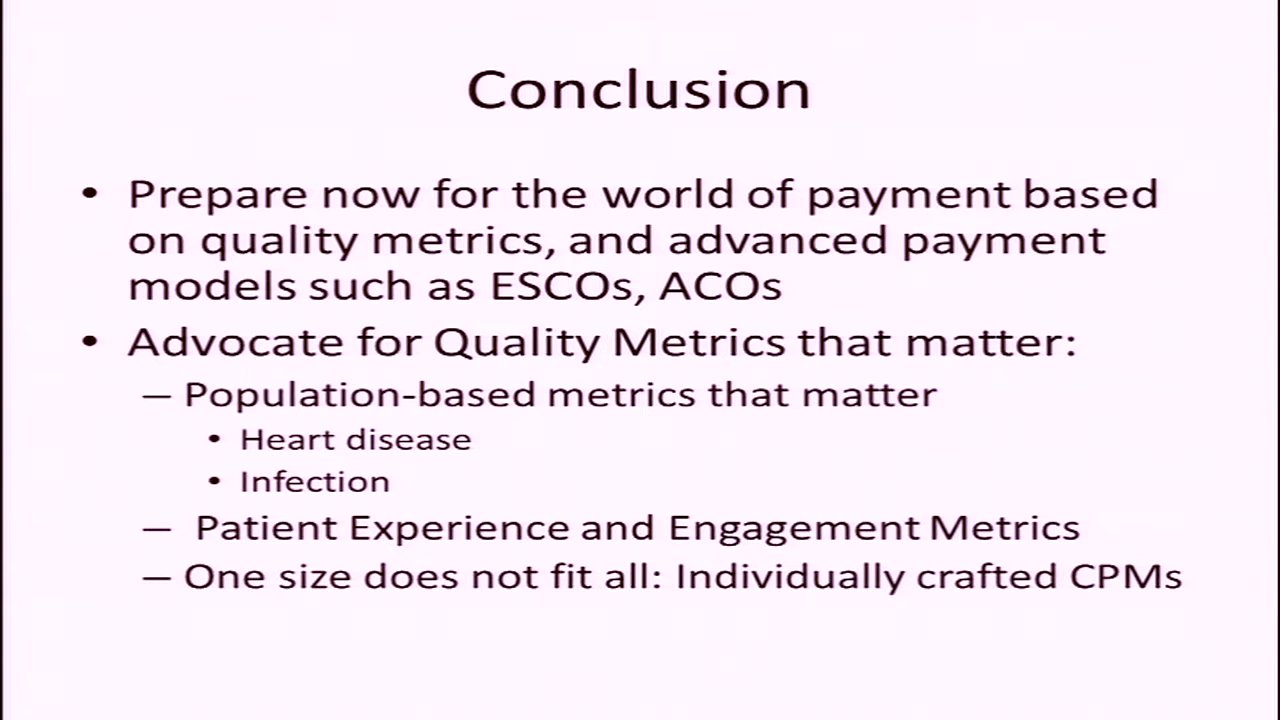 Conclusion
• Prepare now for the world of payment based
on quality metrics, and advanced payment
models such as ESCOs, ACOs
• Advocate for Quality Metrics that matter:
– Population-based metrics that matter
• Heart disease
• Infection
– Patient Experience and Engagement Metrics
– One size does not fit all: Individually crafted CPMs